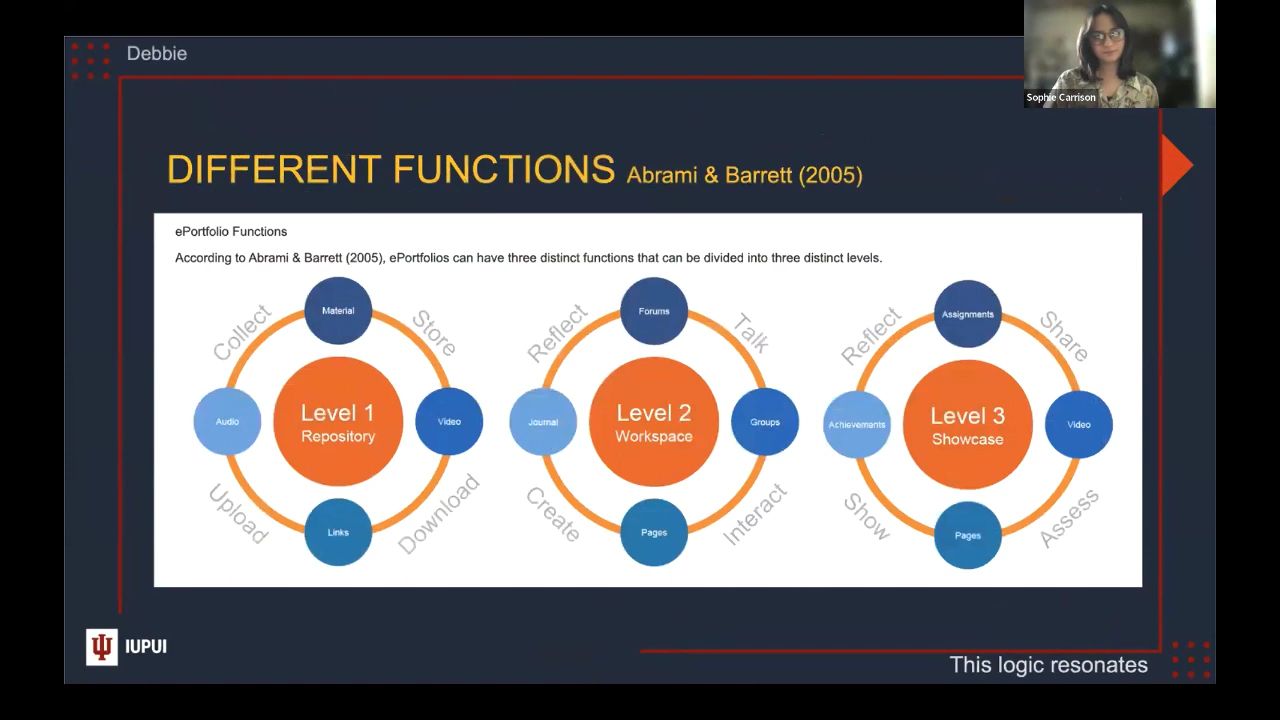 Debbie
Sophie Carrison
DIFFERENT FUNCTIONS Abrami & Barrett (2005)
ePortfolio Functions
According to Abrami & Barrett (2005), ePortfolios can have three distinct functions that can be divided into three distinct levels.
Collect
Material
Store
Audio
Level 1
Repository
Video
Upload
Links
Download
Reflect
Forums
Talk
Journal
Level 2
Workspace
Groups
Create
Pages
Interact
Reflect
Assignments
Share
Achievements
Level 3
Showcase
Video
Show
Pages
Assess
IUPUI
This logic resonates